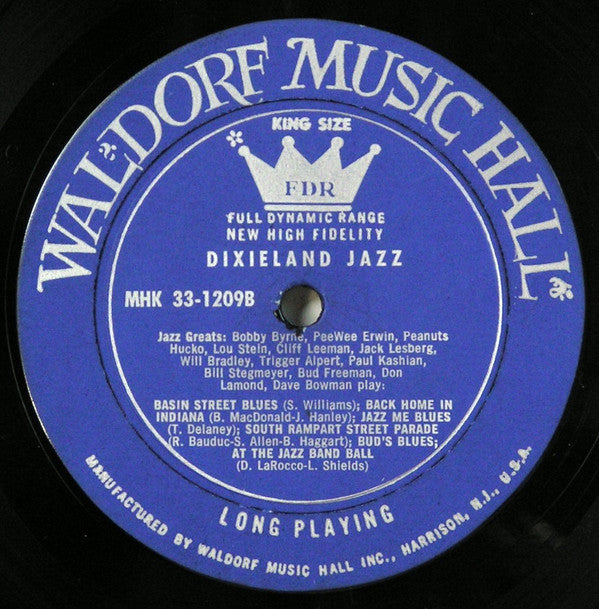 WALDORF MUSIC HALL
KING SIZE
FDR
FULL DYNAMIC RANGE
NEW HIGH FIDELITY
DIXIELAND JAZZ
MHK 33-1209B
Jazz Greats: Bobby Byrne, PeeWee Erwin, Peanuts
Hucko, Lou Stein, Cliff Leeman, Jack Lesberg,
Will Bradley, Trigger Alpert, Paul Kashian,
Bill Stegmeyer, Bud Freeman, Don
Lamond, Dave Bowman play:
BASIN STREET BLUES (S. Williams); BACK HOME IN
INDIANA (B. MacDonald-J. Hanley); JAZZ ME BLUES
(T. Delaney); SOUTH RAMPART STREET PARADE
(R. Bauduc-S. Allen-B. Haggart); BUD'S BLUES;
AT THE JAZZ BAND BALL
(D. LaRocco-L. Shields)
LONG PLAYING
MANUFACTURED BY WALDORF MUSIC HALL INC., HARRISON, N.J., U.S.A.